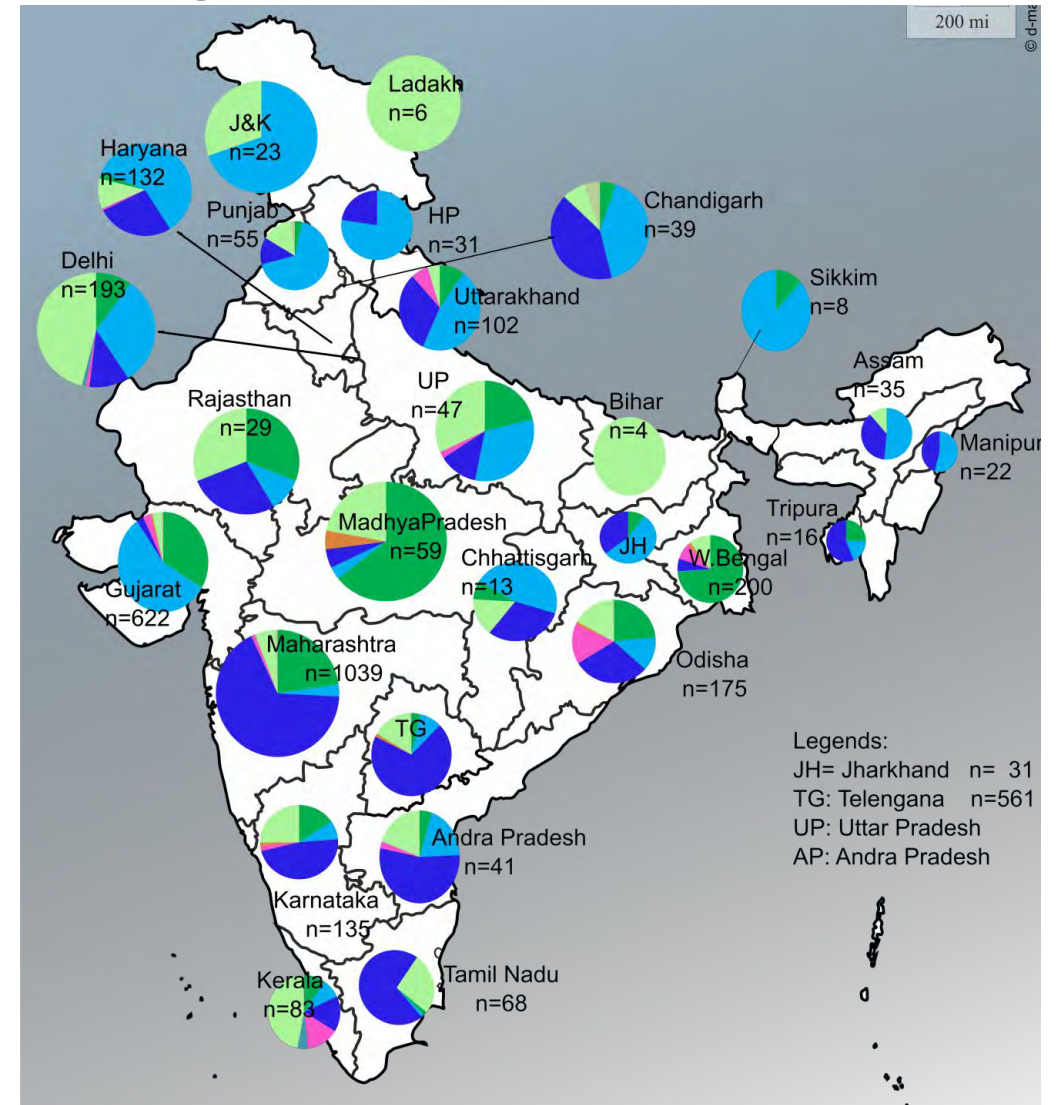 200 mi
© d-ma
Ladakh
n=6
J&K
n=23
Haryana
n=132
Punjab
n=55
HP
n=31
Chandigarh
n=39
Delhi
n=193
Uttarakhand
n=102
Sikkim
n=8
Assam
n=35
Rajasthan
n=29
UP
n=47
Bihar
n=4
Manipur
n=22
Tripura
n=16
MadhyaPradesh
n=59
JH
Chhattisgarh
n=13
W.Bengal
n=200
Gujarat
n=622
Maharashtra
n=1039
Odisha
n=175
TG
Legends:
JH= Jharkhand n= 31
TG: Telengana n=561
UP: Uttar Pradesh
AP: Andra Pradesh
Andra Pradesh
n=41
Karnataka
n=135
Kerala
n=83
Tamil Nadu
n=68